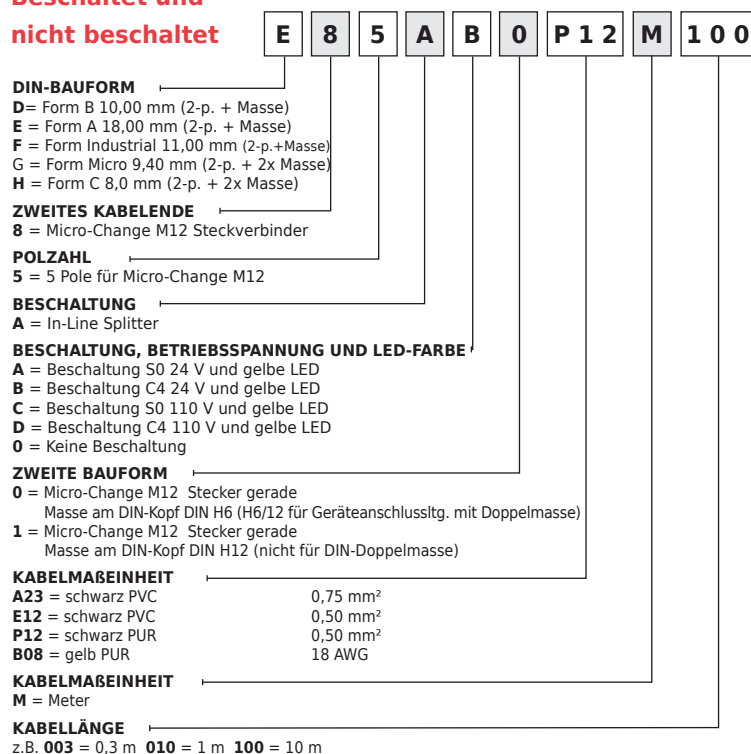 Beschaltet und
nicht beschaltet
E 8 5 A B 0 P12 M 100
DIN-BAUFORM
D= Form B 10,00 mm (2-p. + Masse)
E = Form A 18,00 mm (2-p. + Masse)
F = Form Industrial 11,00 mm (2-p.+Masse)
G = Form Micro 9,40 mm (2-p. + 2x Masse)
H = Form C 8,0 mm (2-p. + 2x Masse)
ZWEITES KABELENDE
8 = Micro-Change M12 Steckverbinder
POLZAHL
5 = 5 Pole für Micro-Change M12
BESCHALTUNG
A = In-Line Splitter
BESCHALTUNG, BETRIEBSSPANNUNG UND LED-FARBE
A = Beschaltung S0 24 V und gelbe LED
B = Beschaltung C4 24 V und gelbe LED
C = Beschaltung S0 110 V und gelbe LED
D = Beschaltung C4 110 V und gelbe LED
0 = Keine Beschaltung
ZWEITE BAUFORM
0 = Micro-Change M12 Stecker gerade
Masse am DIN-Kopf DIN H6 (H6/12 für Geräteanschlussltg. mit Doppelmasse)
1 = Micro-Change M12 Stecker gerade
Masse am DIN-Kopf DIN H12 (nicht für DIN-Doppelmasse)
KABELMAßEINHEIT
A23 = schwarz PVC 0,75 mm²
E12 = schwarz PVC 0,50 mm²
P12 = schwarz PUR 0,50 mm²
B08 = gelb PUR 18 AWG
KABELMAßEINHEIT
M = Meter
KABELLÄNGE
z.B. 003 = 0,3 m 010 = 1 m 100 = 10 m